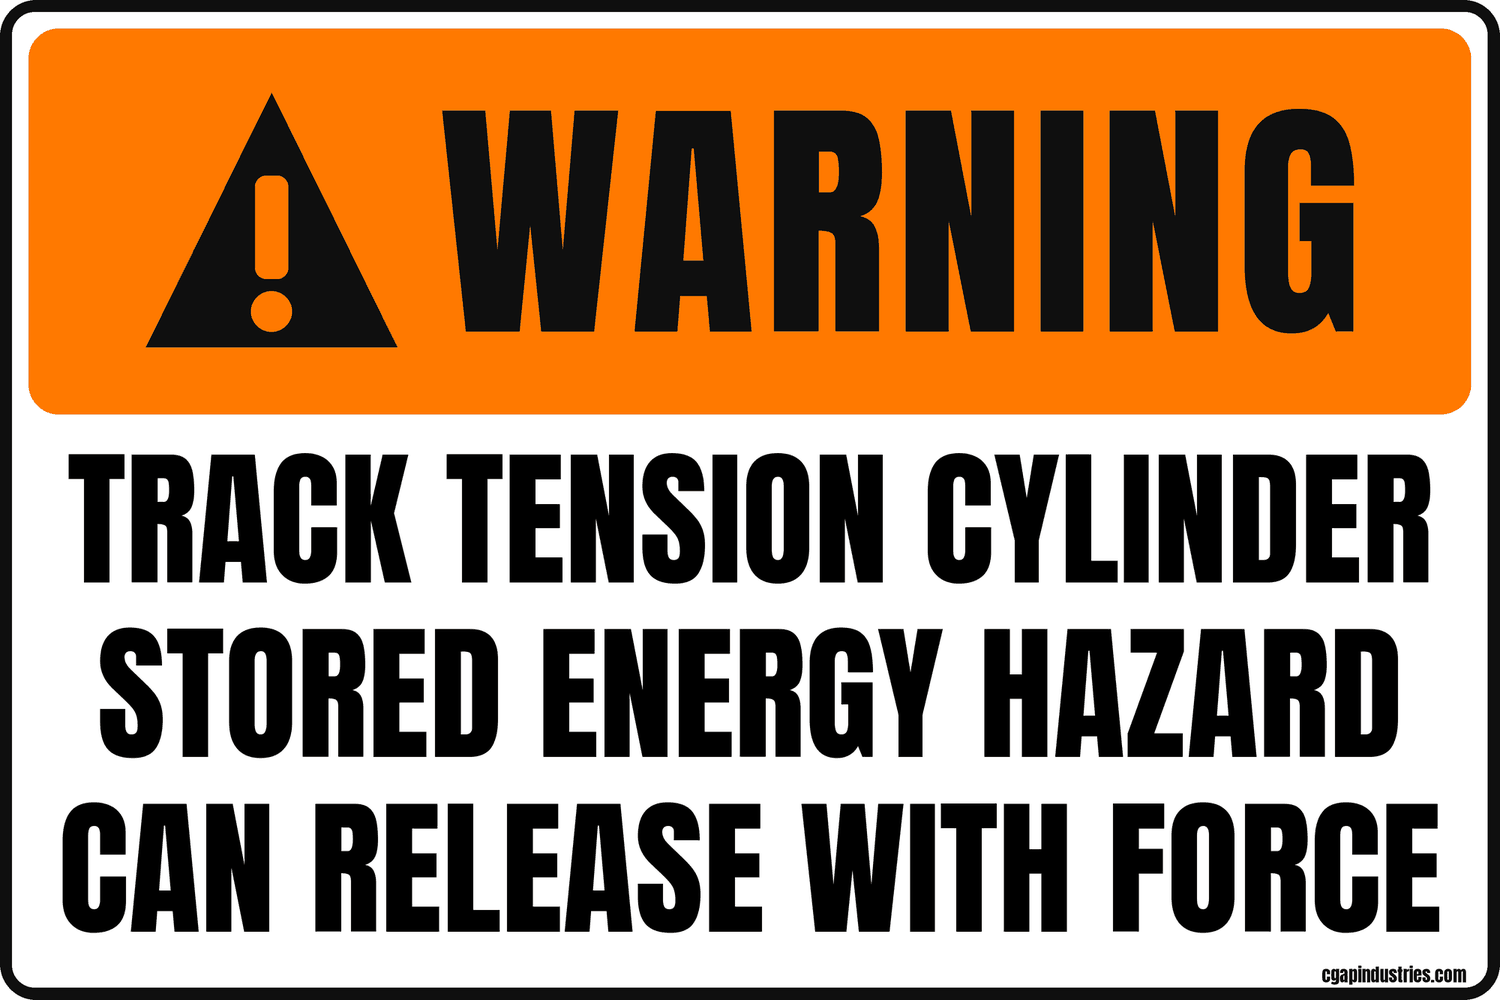 WARNING
TRACK TENSION CYLINDER
STORED ENERGY HAZARD
CAN RELEASE WITH FORCE
cgapindustries.com